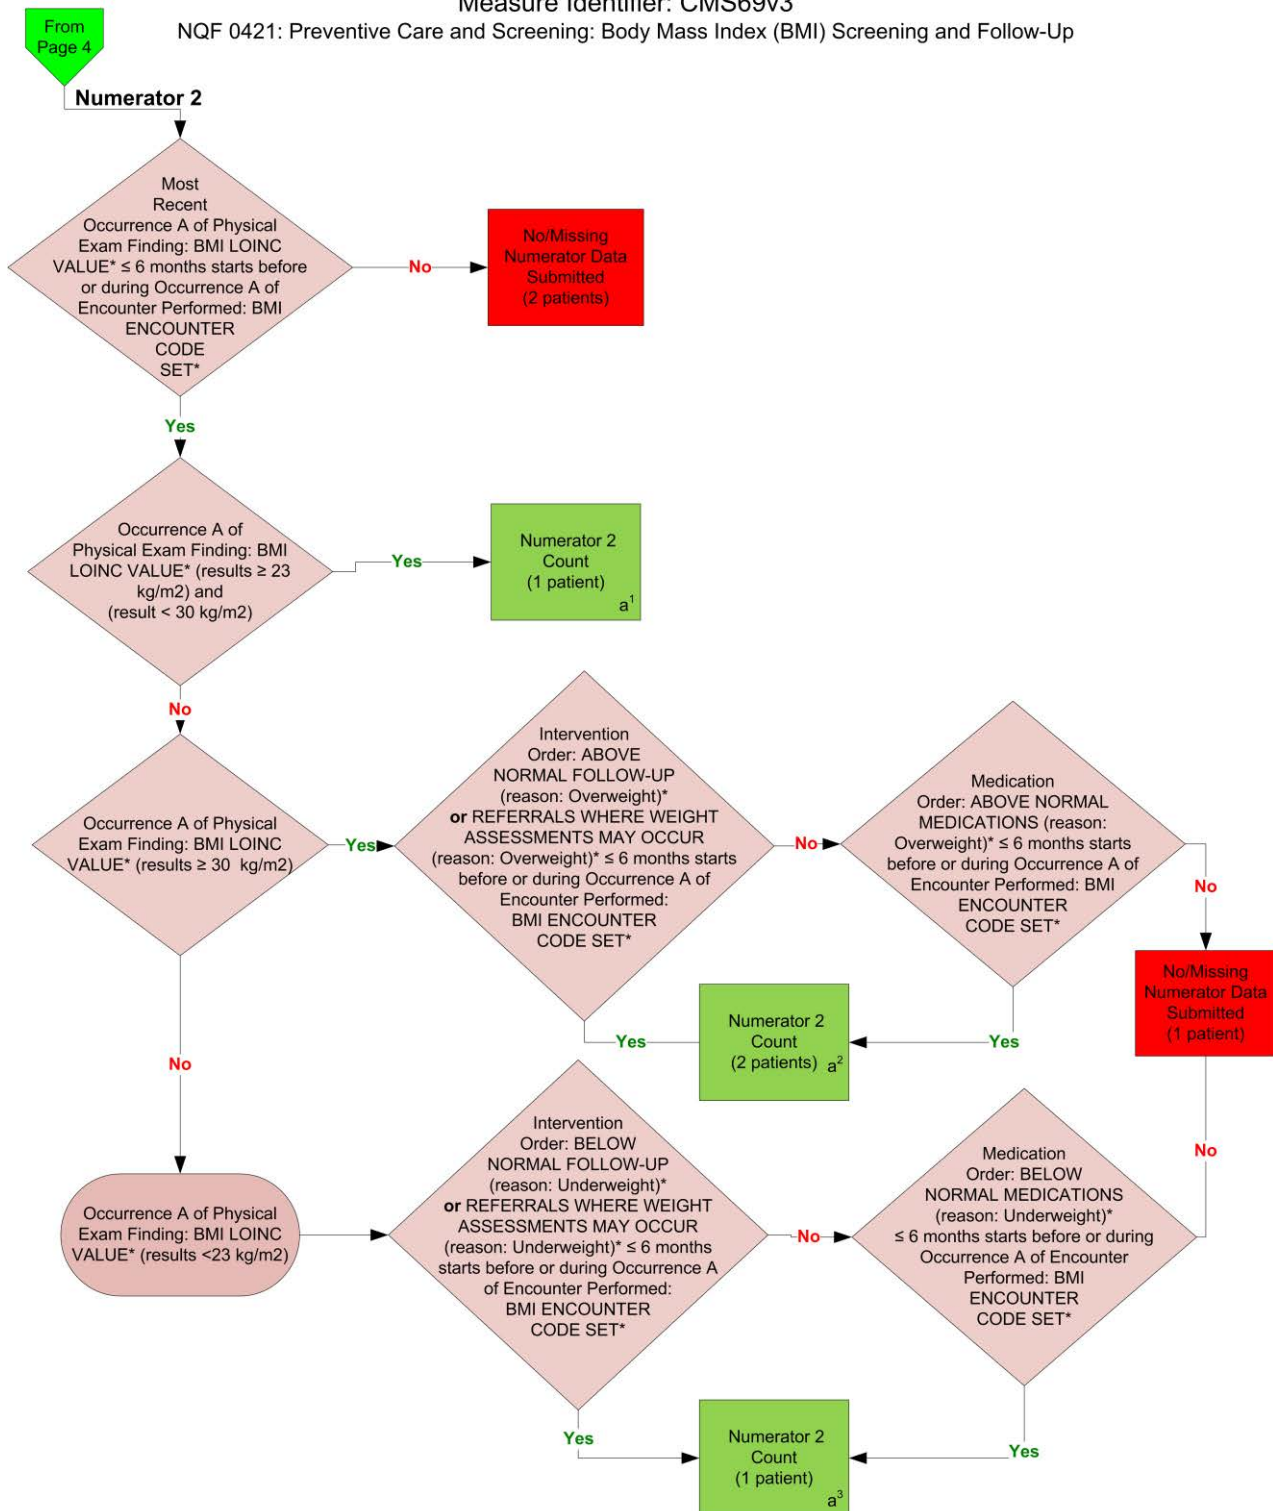 Measure Identifier: CMS69v3
NQF 0421: Preventive Care and Screening: Body Mass Index (BMI) Screening and Follow-Up
From
Page 4
Numerator 2
Most
Recent
Occurrence A of Physical
Exam Finding: BMI LOINC
VALUE* ≤ 6 months starts before
or during Occurrence A of
Encounter Performed: BMI
ENCOUNTER
CODE
SET*
No
No/Missing
Numerator Data
Submitted
(2 patients)
Yes
Occurrence A of
Physical Exam Finding: BMI
LOINC VALUE* (results ≥ 23
kg/m2) and
(result < 30 kg/m2)
Yes
Numerator 2
Count
(1 patient)
a¹
No
Occurrence A of Physical
Exam Finding: BMI LOINC
VALUE* (results ≥ 30 kg/m2)
Yes
Intervention
Order: ABOVE
NORMAL FOLLOW-UP
(reason: Overweight)*
or REFERRALS WHERE WEIGHT
ASSESSMENTS MAY OCCUR
(reason: Overweight)* ≤ 6 months starts
before or during Occurrence A of
Encounter Performed:
BMI ENCOUNTER
CODE SET*
No
Medication
Order: ABOVE NORMAL
MEDICATIONS (reason:
Overweight)* ≤ 6 months starts
before or during Occurrence A of
Encounter Performed: BMI
ENCOUNTER
CODE SET*
No
No/Missing
Numerator Data
Submitted
(1 patient)
Yes
Numerator 2
Count
(2 patients) a²
Yes
No
Occurrence A of Physical
Exam Finding: BMI LOINC
VALUE* (results <23 kg/m2)
Intervention
Order: BELOW
NORMAL FOLLOW-UP
(reason: Underweight)*
or REFERRALS WHERE WEIGHT
ASSESSMENTS MAY OCCUR
(reason: Underweight)* ≤ 6 months
starts before or during Occurrence A
of Encounter Performed:
BMI ENCOUNTER
CODE SET*
No
Medication
Order: BELOW
NORMAL MEDICATIONS
(reason: Underweight)*
≤ 6 months starts before or during
Occurrence A of Encounter
Performed: BMI
ENCOUNTER
CODE SET*
No
Yes
Numerator 2
Count
(1 patient)
a³
Yes